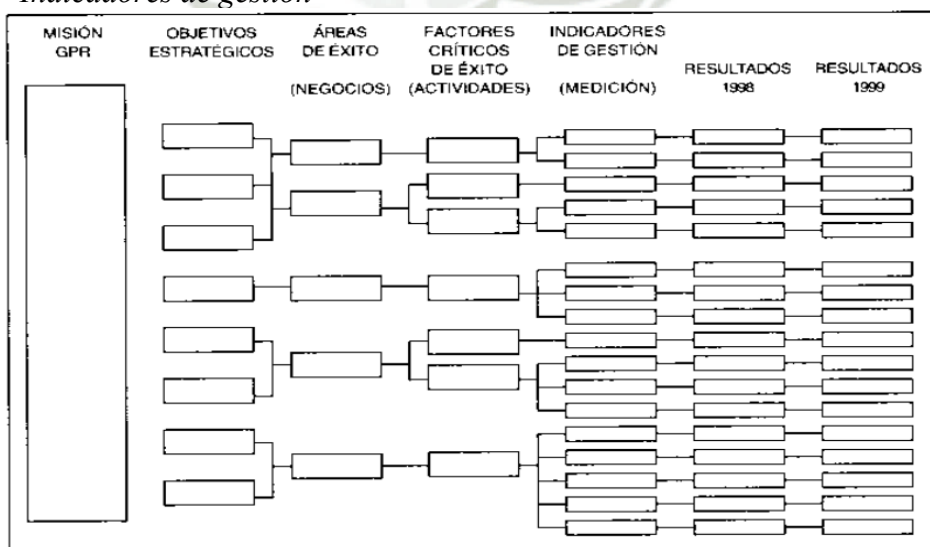 Indicadores de gestión
MISIÓN
GPR
OBJETIVOS
ESTRATÉGICOS
ÁREAS
DE ÉXITO
(NEGOCIOS)
FACTORES
CRÍTICOS
DE ÉXITO
(ACTIVIDADES)
INDICADORES
DE GESTIÓN
(MEDICIÓN)
RESULTADOS
1998
RESULTADOS
1999